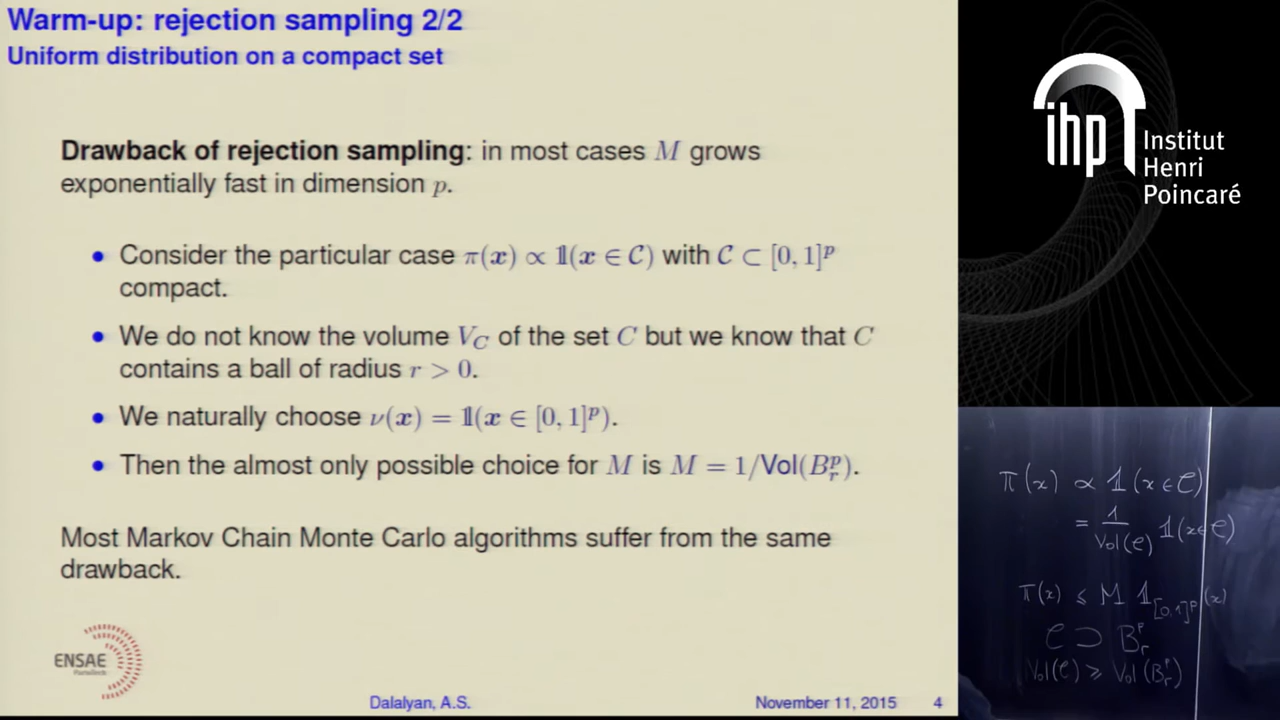 Warm-up: rejection sampling 2/2
Uniform distribution on a compact set
Drawback of rejection sampling: in most cases M grows
exponentially fast in dimension p.
• Consider the particular case π(x) ∝ 𝟙(x ∈ 𝒞) with 𝒞 ⊂ [0, 1]^p
compact.
• We do not know the volume V_C of the set C but we know that C
contains a ball of radius r > 0.
• We naturally choose ν(x) = 𝟙(x ∈ [0, 1]^p).
• Then the almost only possible choice for M is M = 1/Vol(B_r^p).
Most Markov Chain Monte Carlo algorithms suffer from the same
drawback.
ENSAE
ParisTech
Dalalyan, A.S.
November 11, 2015
4
ihp
Institut
Henri
Poincaré
π(x) ∝ 𝟙(x ∈ 𝒞)
= 1/Vol(𝒞) 𝟙(x ∈ 𝒞)
π(x) ≤ M 𝟙_[0,1]^p (x)
𝒞 ⊃ B_r^p
Vol(𝒞) ≥ Vol(B_r^p)